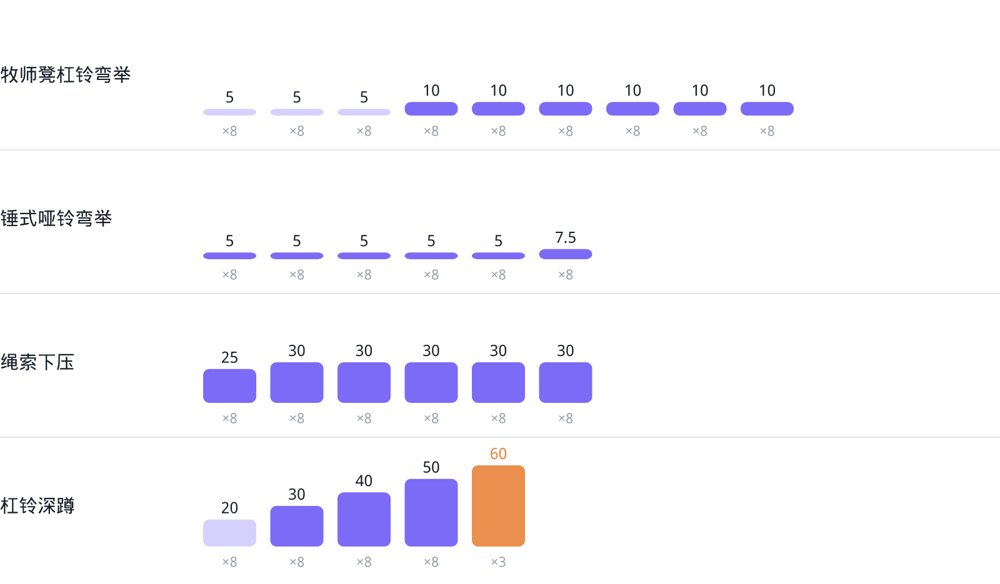 牧师凳杠铃弯举
5 5 5 10 10 10 10 10 10
×8 ×8 ×8 ×8 ×8 ×8 ×8 ×8 ×8
锤式哑铃弯举
5 5 5 5 5 7.5
×8 ×8 ×8 ×8 ×8 ×8
绳索下压
25 30 30 30 30 30
×8 ×8 ×8 ×8 ×8 ×8
杠铃深蹲
20 30 40 50 60
×8 ×8 ×8 ×8 ×3